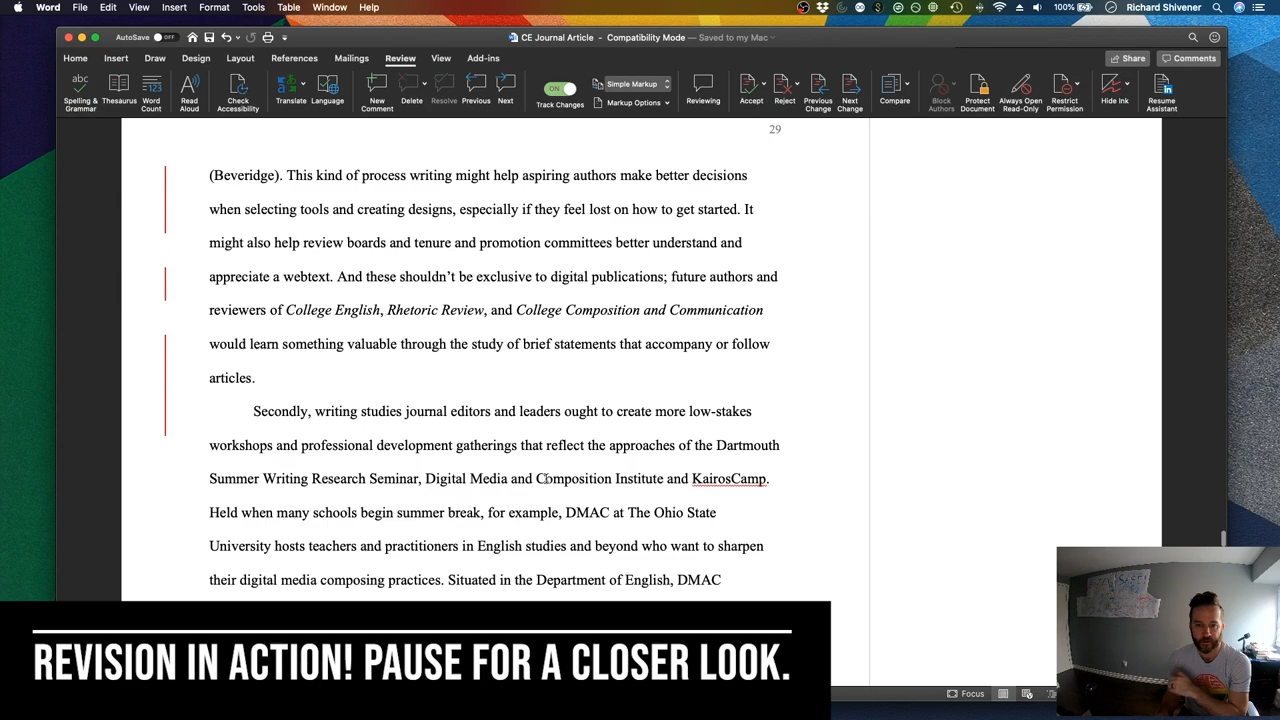 Word File Edit View Insert Format Tools Table Window Help 100% Richard Shivener
AutoSave OFF CE Journal Article - Compatibility Mode — Saved to my Mac
Home Insert Draw Design Layout References Mailings Review View Add-ins Share Comments
abc Spelling & Grammar Thesaurus Word Count Read Aloud Check Accessibility Translate Language New Comment Delete Resolve Previous Next ON Track Changes Simple Markup Markup Options Reviewing Accept Reject Previous Change Next Change Compare Block Authors Protect Document Always Open Read-Only Restrict Permission Hide Ink Resume Assistant
29
(Beveridge). This kind of process writing might help aspiring authors make better decisions
when selecting tools and creating designs, especially if they feel lost on how to get started. It
might also help review boards and tenure and promotion committees better understand and
appreciate a webtext. And these shouldn’t be exclusive to digital publications; future authors and
reviewers of College English, Rhetoric Review, and College Composition and Communication
would learn something valuable through the study of brief statements that accompany or follow
articles.
Secondly, writing studies journal editors and leaders ought to create more low-stakes
workshops and professional development gatherings that reflect the approaches of the Dartmouth
Summer Writing Research Seminar, Digital Media and Composition Institute and KairosCamp.
Held when many schools begin summer break, for example, DMAC at The Ohio State
University hosts teachers and practitioners in English studies and beyond who want to sharpen
their digital media composing practices. Situated in the Department of English, DMAC
REVISION IN ACTION! PAUSE FOR A CLOSER LOOK.
Focus